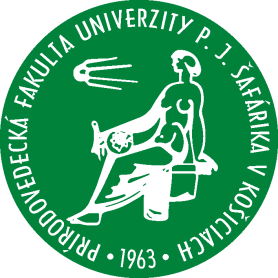 PRÍRODOVEDECKÁ FAKULTA UNIVERZITY P. J. ŠAFÁRIKA V KOŠICIACH
• 1963 •